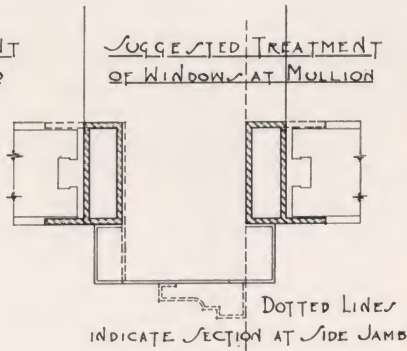 SUGGESTED TREATMENT
OF WINDOWS AT MULLION
DOTTED LINES
INDICATE SECTION AT SIDE JAMB